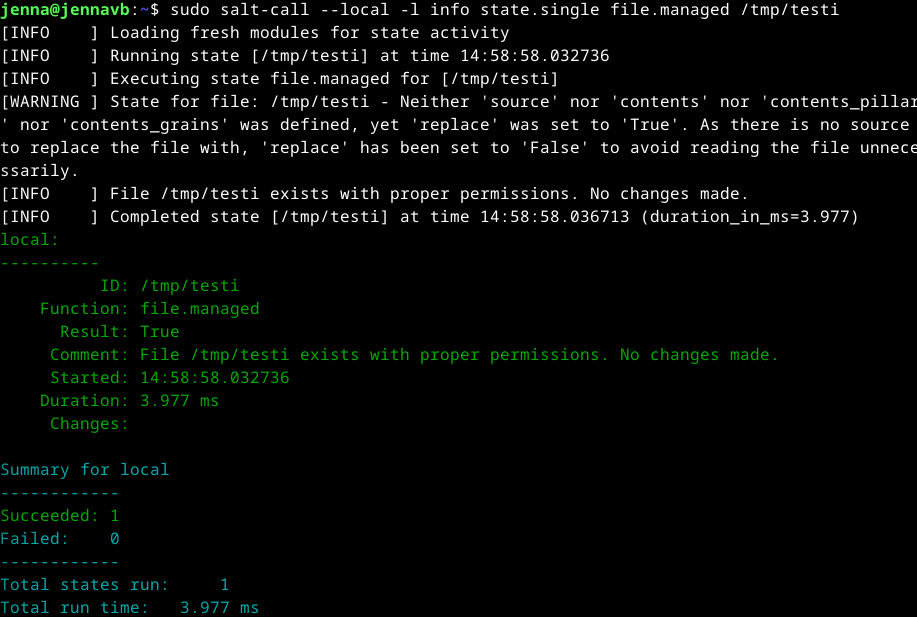 jenna@jennavb:~$ sudo salt-call --local -l info state.single file.managed /tmp/testi
[INFO    ] Loading fresh modules for state activity
[INFO    ] Running state [/tmp/testi] at time 14:58:58.032736
[INFO    ] Executing state file.managed for [/tmp/testi]
[WARNING ] State for file: /tmp/testi - Neither 'source' nor 'contents' nor 'contents_pillar
' nor 'contents_grains' was defined, yet 'replace' was set to 'True'. As there is no source
to replace the file with, 'replace' has been set to 'False' to avoid reading the file unnece
ssarily.
[INFO    ] File /tmp/testi exists with proper permissions. No changes made.
[INFO    ] Completed state [/tmp/testi] at time 14:58:58.036713 (duration_in_ms=3.977)
local:
----------
          ID: /tmp/testi
    Function: file.managed
      Result: True
     Comment: File /tmp/testi exists with proper permissions. No changes made.
     Started: 14:58:58.032736
    Duration: 3.977 ms
     Changes:

Summary for local
------------
Succeeded: 1
Failed:    0
------------
Total states run:     1
Total run time:   3.977 ms